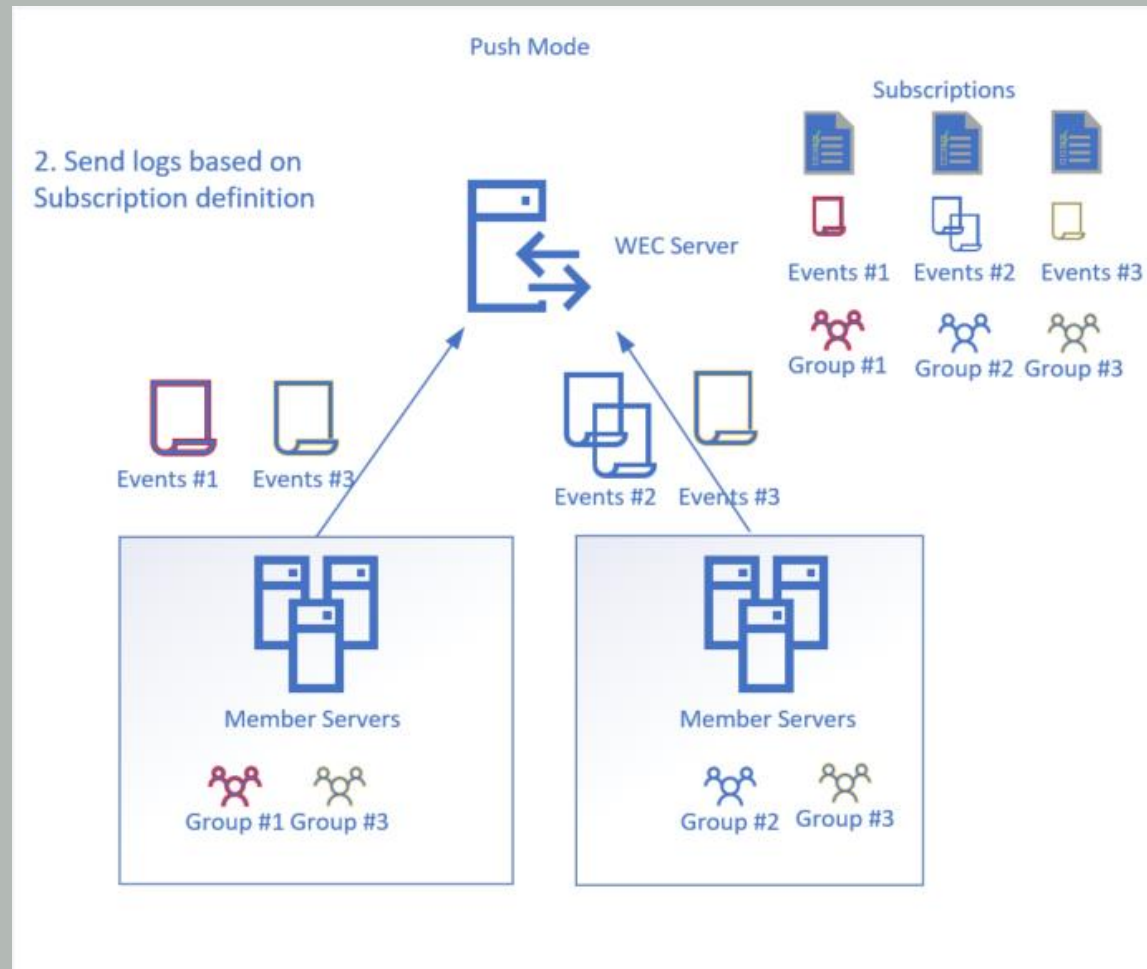 Push Mode
Subscriptions
2. Send logs based on
Subscription definition
WEC Server
Events #1 Events #2 Events #3
Group #1 Group #2 Group #3
Events #1 Events #3
Events #2 Events #3
Member Servers
Group #1 Group #3
Member Servers
Group #2 Group #3